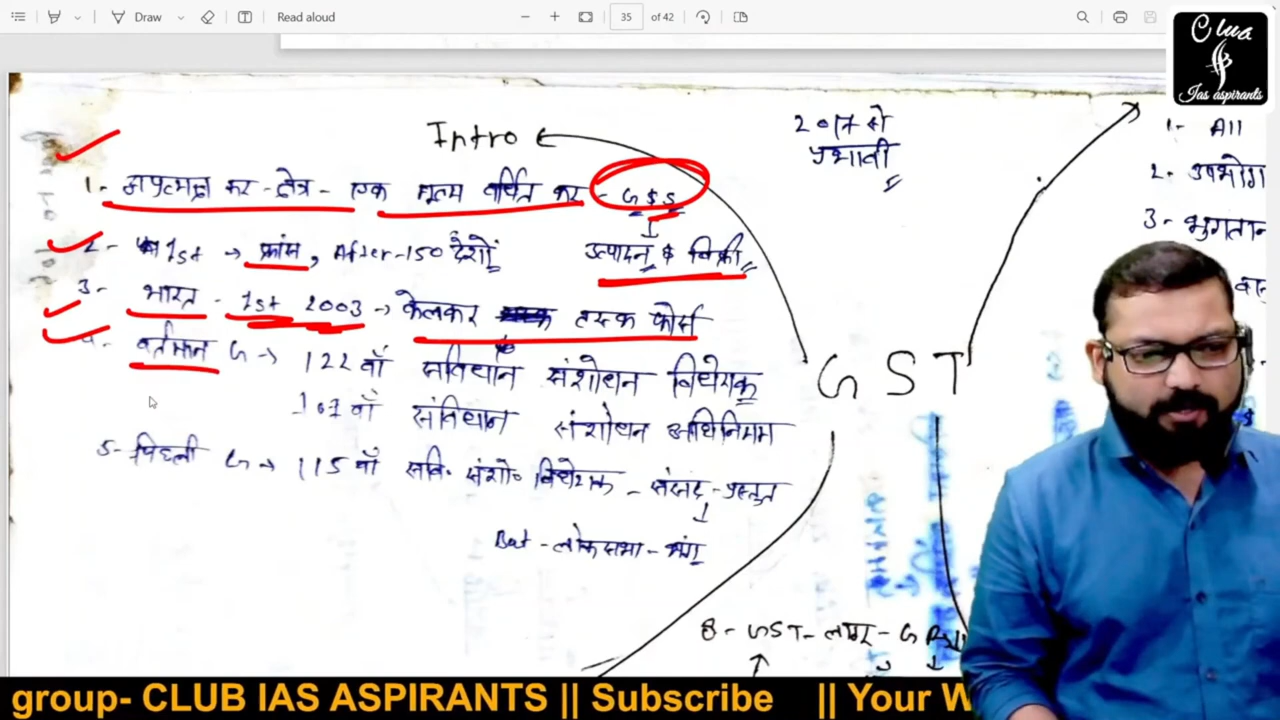 Draw
Read aloud
35 of 42
Clua
Ias aspirants
Intro
2017 से
प्रभावी
1- All
2- उपभोग
3- भुगतान
1- अप्रत्यक्ष कर - क्षेत्र - एक मूल्य वर्धित कर - G $ S
2- 1st → फ्रांस, After-150 देशों
उत्पादन & बिक्री
3- भारत - 1st 2003 → केलकर टास्क फोर्स
4- वर्तमान G → 122 वाँ संविधान संशोधन विधेयक
101 वाँ संविधान संशोधन अधिनियम
GST
5- पिछली G → 115 वाँ संवि॰ संशो॰ विधेयक - संसद - प्रस्तुत
But - लोकसभा - भंग
8- GST - लागू - G
group- CLUB IAS ASPIRANTS || Subscribe || Your W